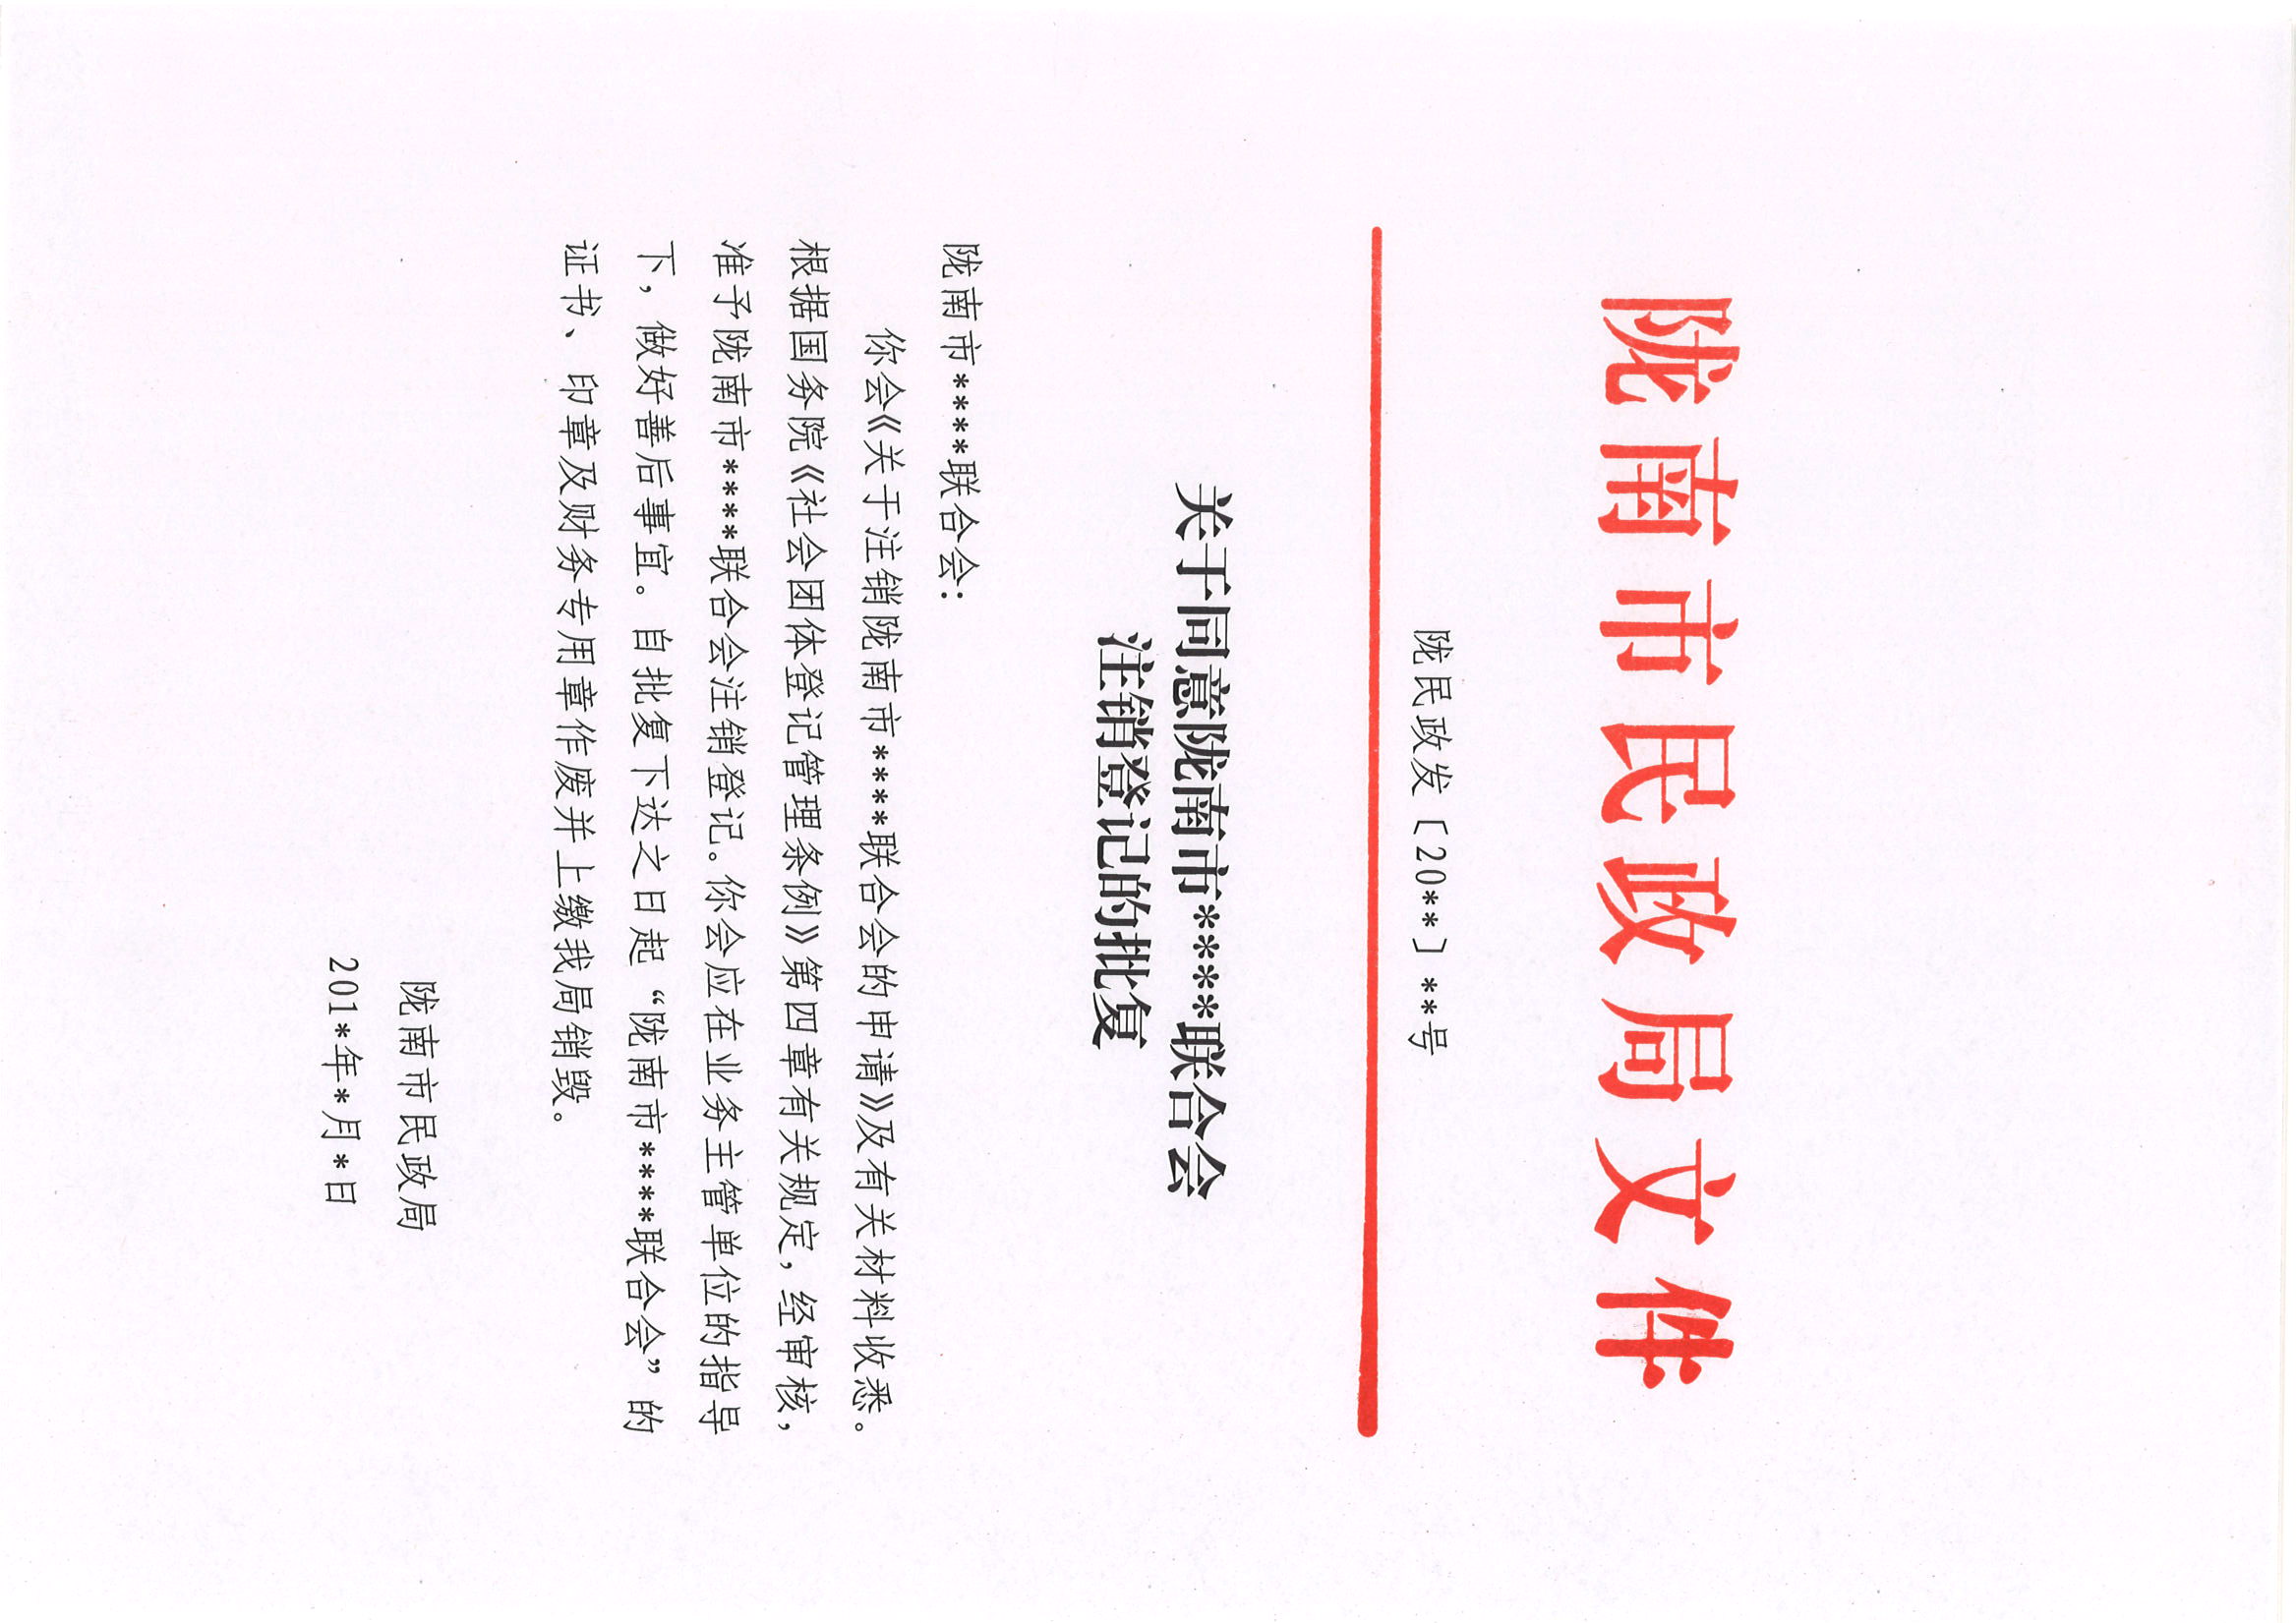 陇南市民政局文件
陇民政发〔20**〕**号
关于同意陇南市****联合会
注销登记的批复
陇南市****联合会：
你会《关于注销陇南市****联合会的申请》及有关材料收悉。
根据国务院《社会团体登记管理条例》第四章有关规定，经审核，
准予陇南市****联合会注销登记。你会应在业务主管单位的指导
下，做好善后事宜。自批复下达之日起“陇南市****联合会”的
证书、印章及财务专用章作废并上缴我局销毁。
陇南市民政局
201*年*月*日